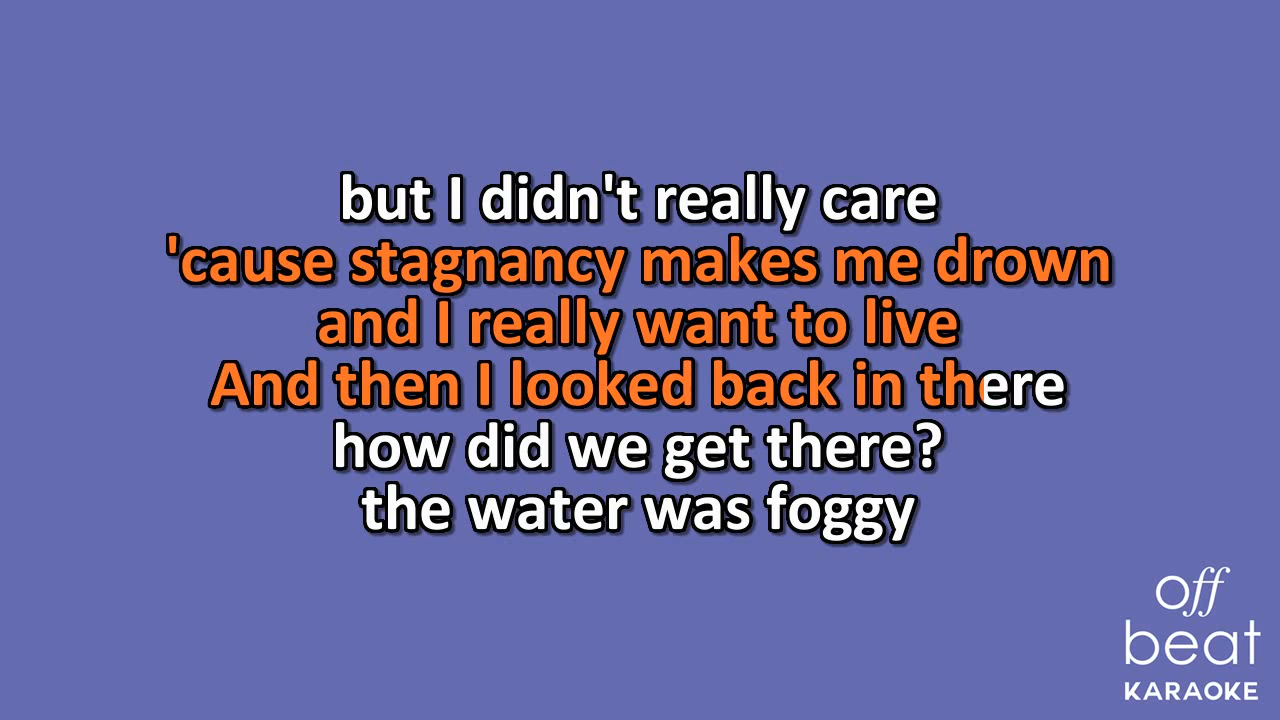 but I didn't really care
'cause stagnancy makes me drown
and I really want to live
And then I looked back in there
how did we get there?
the water was foggy
off
beat
KARAOKE